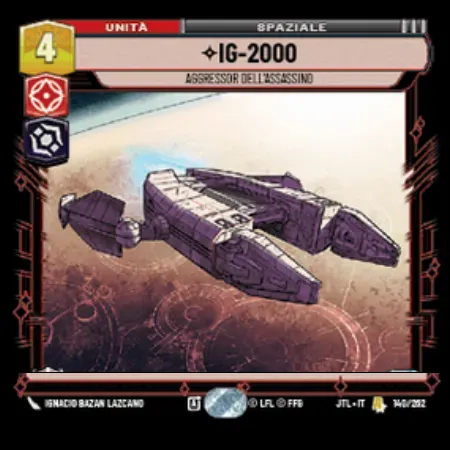 UNITÀ
SPAZIALE
4
IG-2000
AGGRESSOR DELL'ASSASSINO
IGNACIO BAZAN LAZCANO
© LFL ℗ FFG
JTL • IT
140/262